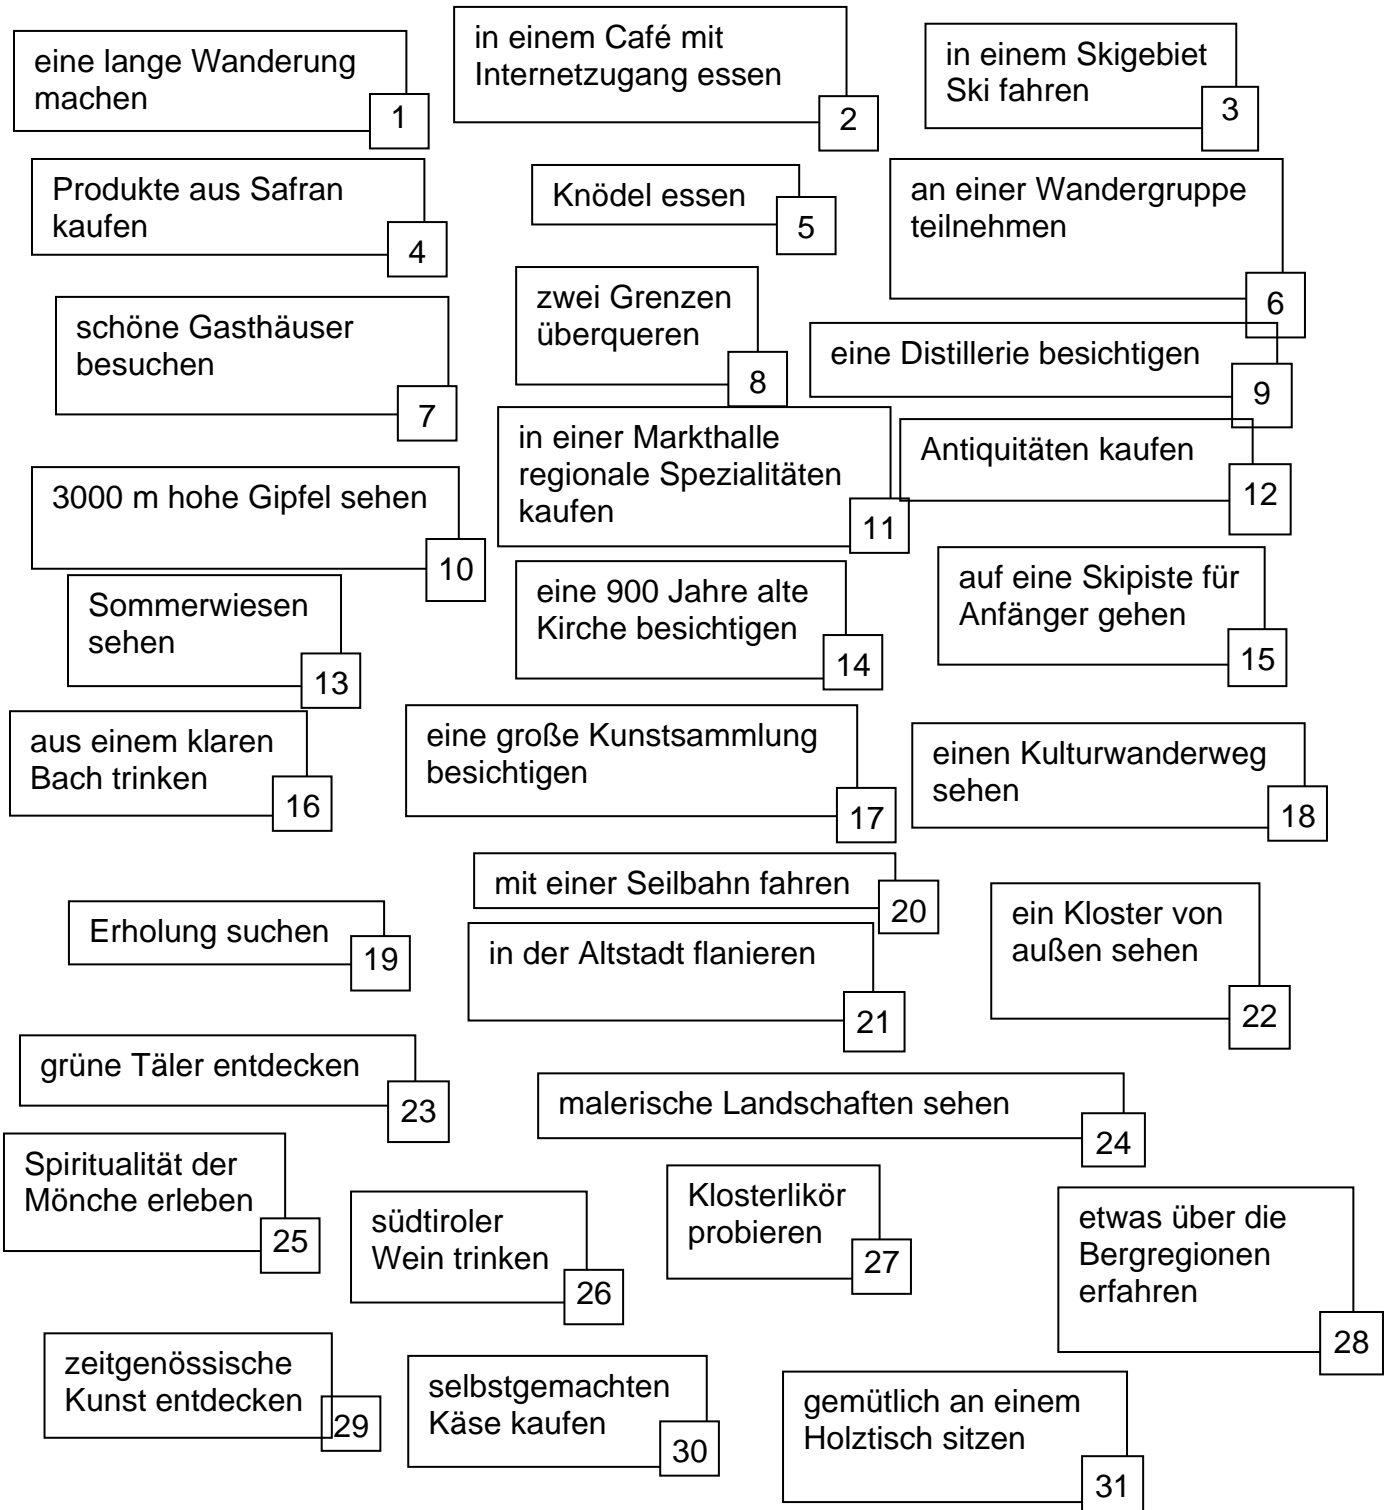 eine lange Wanderung
machen
1
in einem Café mit
Internetzugang essen
2
in einem Skigebiet
Ski fahren
3
Produkte aus Safran
kaufen
4
Knödel essen
5
an einer Wandergruppe
teilnehmen
6
schöne Gasthäuser
besuchen
7
zwei Grenzen
überqueren
8
eine Distillerie besichtigen
9
3000 m hohe Gipfel sehen
10
in einer Markthalle
regionale Spezialitäten
kaufen
11
Antiquitäten kaufen
12
Sommerwiesen
sehen
13
eine 900 Jahre alte
Kirche besichtigen
14
auf eine Skipiste für
Anfänger gehen
15
aus einem klaren
Bach trinken
16
eine große Kunstsammlung
besichtigen
17
einen Kulturwanderweg
sehen
18
Erholung suchen
19
mit einer Seilbahn fahren
20
in der Altstadt flanieren
21
ein Kloster von
außen sehen
22
grüne Täler entdecken
23
malerische Landschaften sehen
24
Spiritualität der
Mönche erleben
25
südtiroler
Wein trinken
26
Klosterlikör
probieren
27
etwas über die
Bergregionen
erfahren
28
zeitgenössische
Kunst entdecken
29
selbstgemachten
Käse kaufen
30
gemütlich an einem
Holztisch sitzen
31